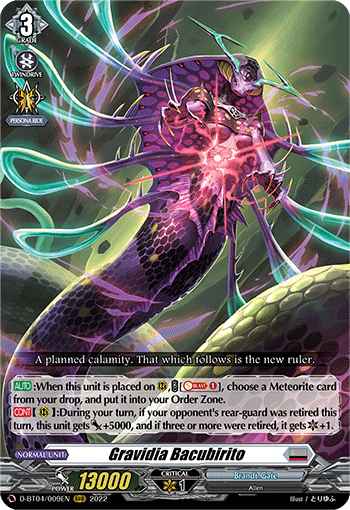 3
GRADE
TWINDRIVE
PERSONA RIDE
A planned calamity. That which follows is the new ruler.
AUTO :When this unit is placed on , [ BLAST 1 ], choose a Meteorite card
from your drop, and put it into your Order Zone.
CONT :During your turn, if your opponent's rear-guard was retired this
turn, this unit gets +5000, and if three or more were retired, it gets +1.
NORMAL UNIT
Gravidia Bacubirito
POWER 13000
CRITICAL
1
Brandt Gate
Alien
D-BT04/009EN RRR 2022
Illust / とりゆふ